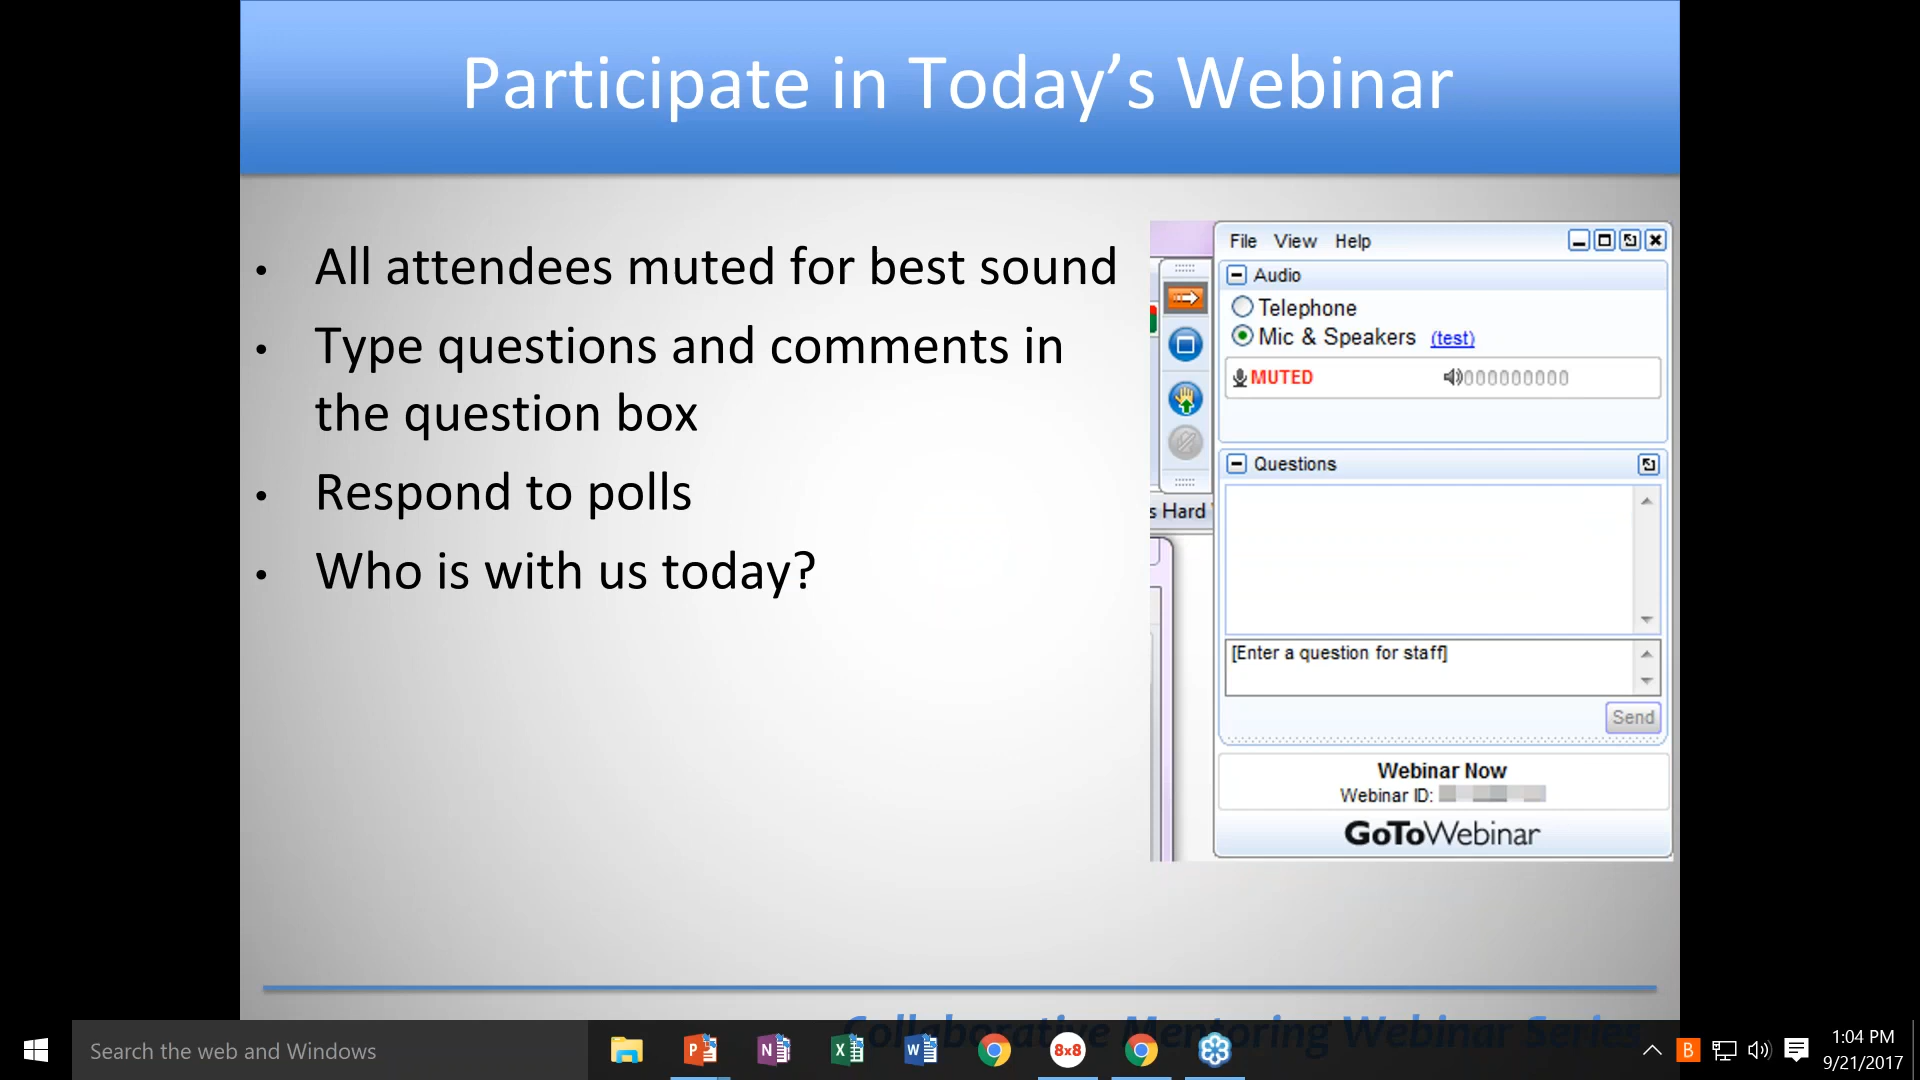 Participate in Today’s Webinar
• All attendees muted for best sound
• Type questions and comments in
the question box
• Respond to polls
• Who is with us today?
File View Help
Audio
Telephone
Mic & Speakers (test)
MUTED 000000000
s Hard
Questions
[Enter a question for staff]
Send
Webinar Now
Webinar ID:
GoToWebinar
Collaborative Mentoring Webinar Series
Search the web and Windows
P
N
X
W
8x8
B
1:04 PM
9/21/2017